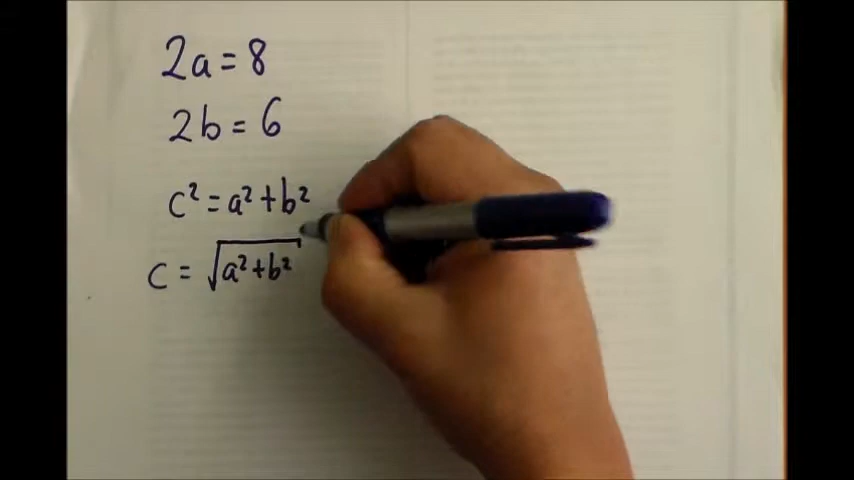 2a = 8
2b = 6
c² = a² + b²
c = √a² + b²